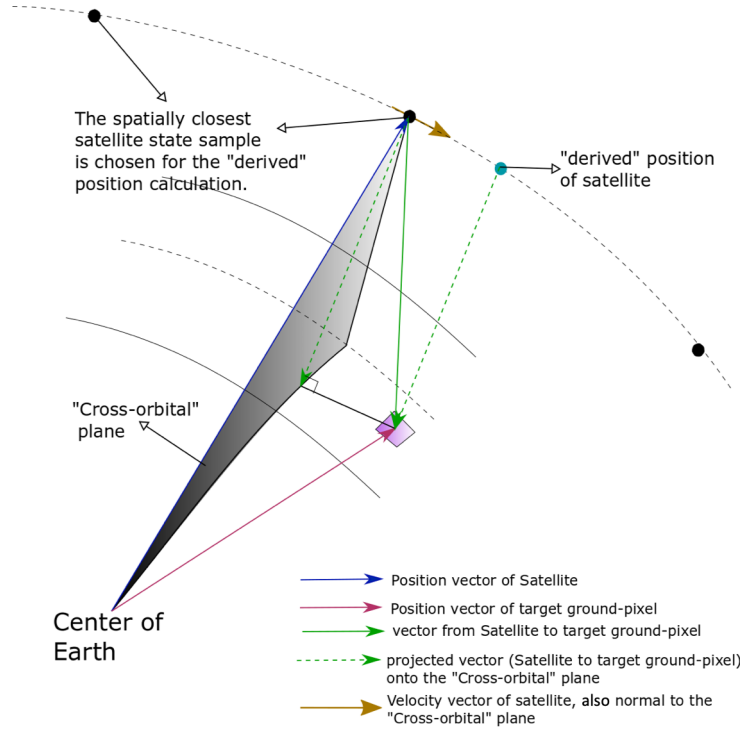 The spatially closest
satellite state sample
is chosen for the "derived"
position calculation.
"derived" position
of satellite
"Cross-orbital"
plane
Center of
Earth
Position vector of Satellite
Position vector of target ground-pixel
vector from Satellite to target ground-pixel
projected vector (Satellite to target ground-pixel)
onto the "Cross-orbital" plane
Velocity vector of satellite, also normal to the
"Cross-orbital" plane